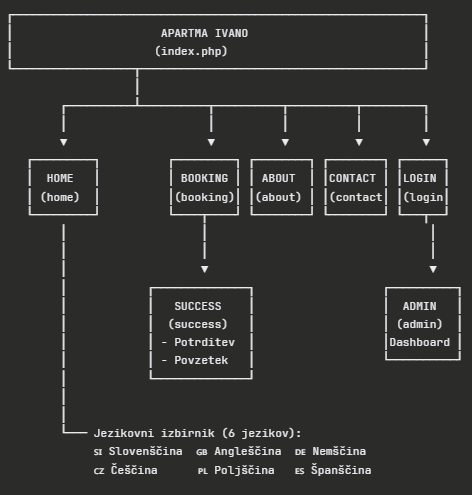 APARTMA IVANO
(index.php)
HOME BOOKING ABOUT CONTACT LOGIN
(home) (booking) (about) (contact (login
SUCCESS ADMIN
(success) (admin)
- Potrditev Dashboard
- Povzetek
Jezikovni izbirnik (6 jezikov):
SI Slovenščina GB Angleščina DE Nemščina
CZ Češčina PL Poljščina ES Španščina